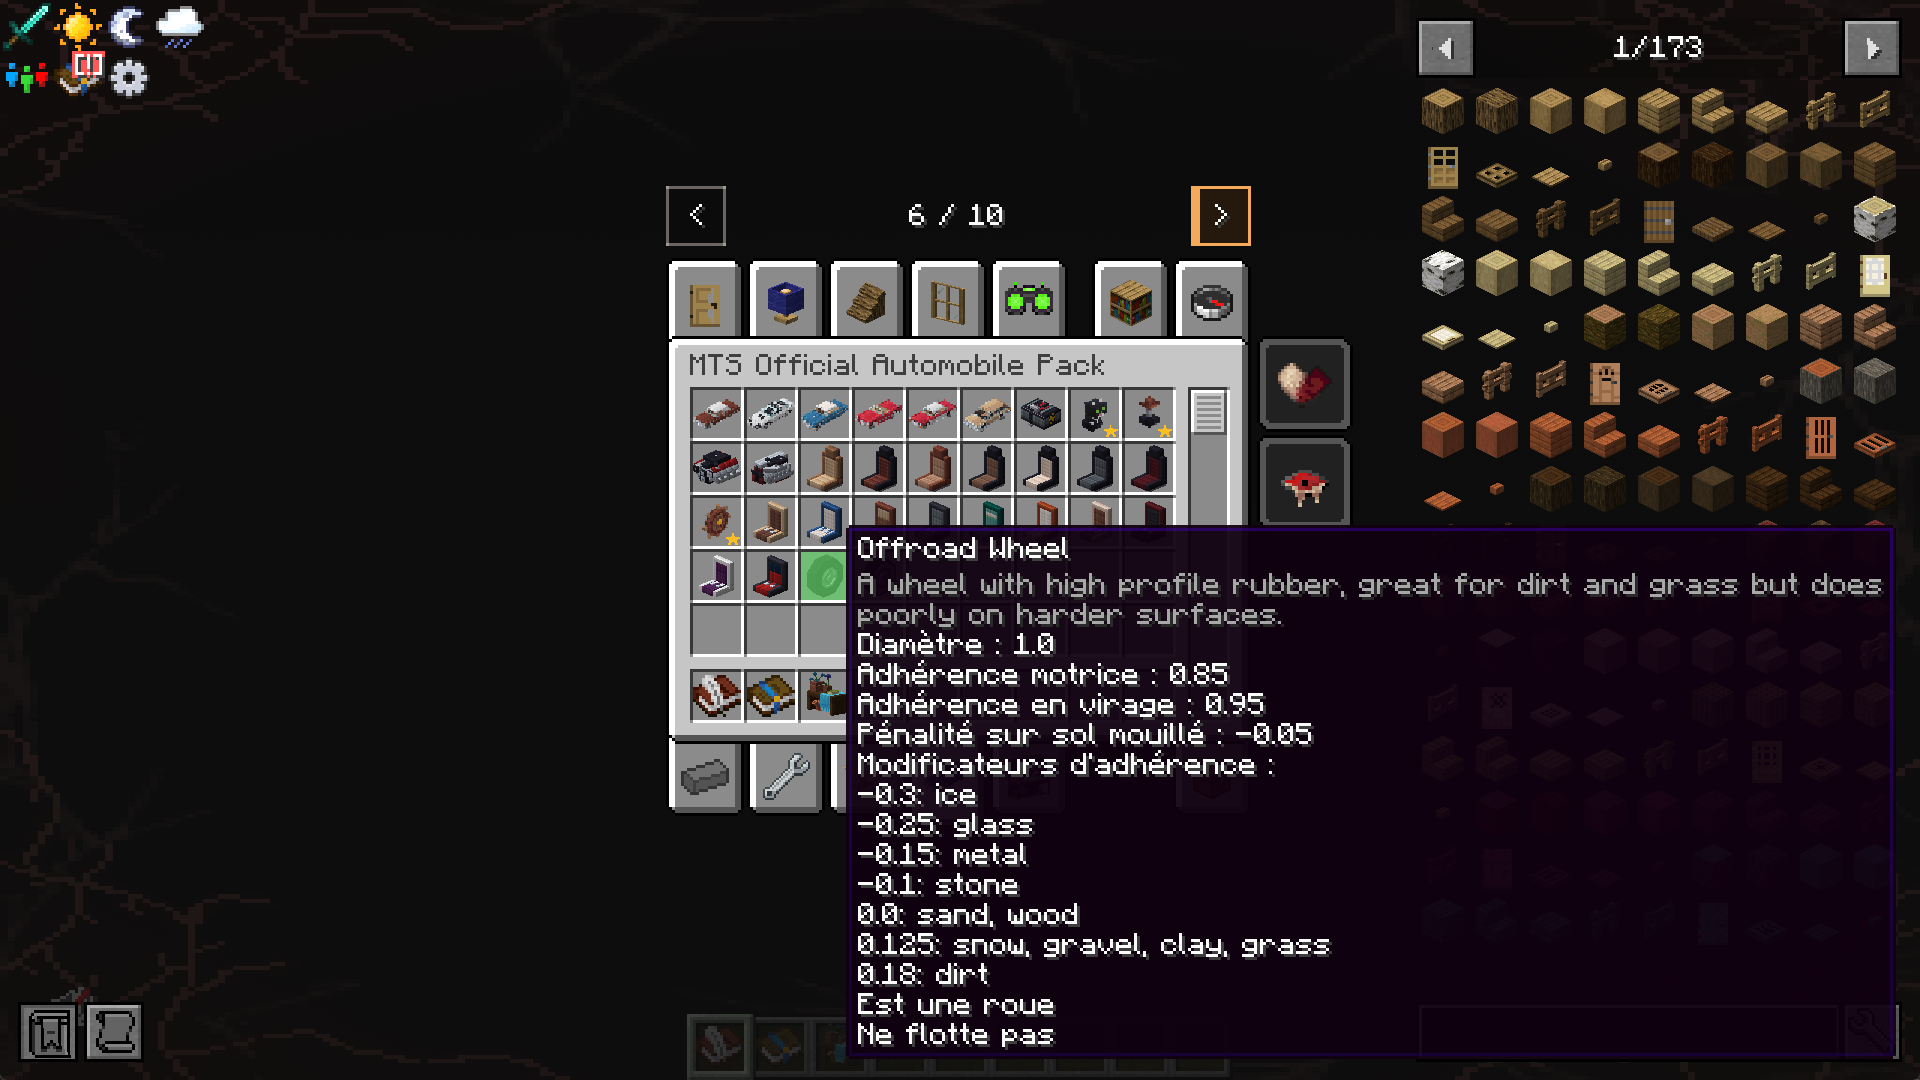 1/173
6 / 10
MTS Official Automobile Pack
Offroad Wheel
A wheel with high profile rubber, great for dirt and grass but does
poorly on harder surfaces.
Diamètre : 1.0
Adhérence motrice : 0.85
Adhérence en virage : 0.95
Pénalité sur sol mouillé : -0.05
Modificateurs d'adhérence :
-0.3: ice
-0.25: glass
-0.15: metal
-0.1: stone
0.0: sand, wood
0.125: snow, gravel, clay, grass
0.18: dirt
Est une roue
Ne flotte pas